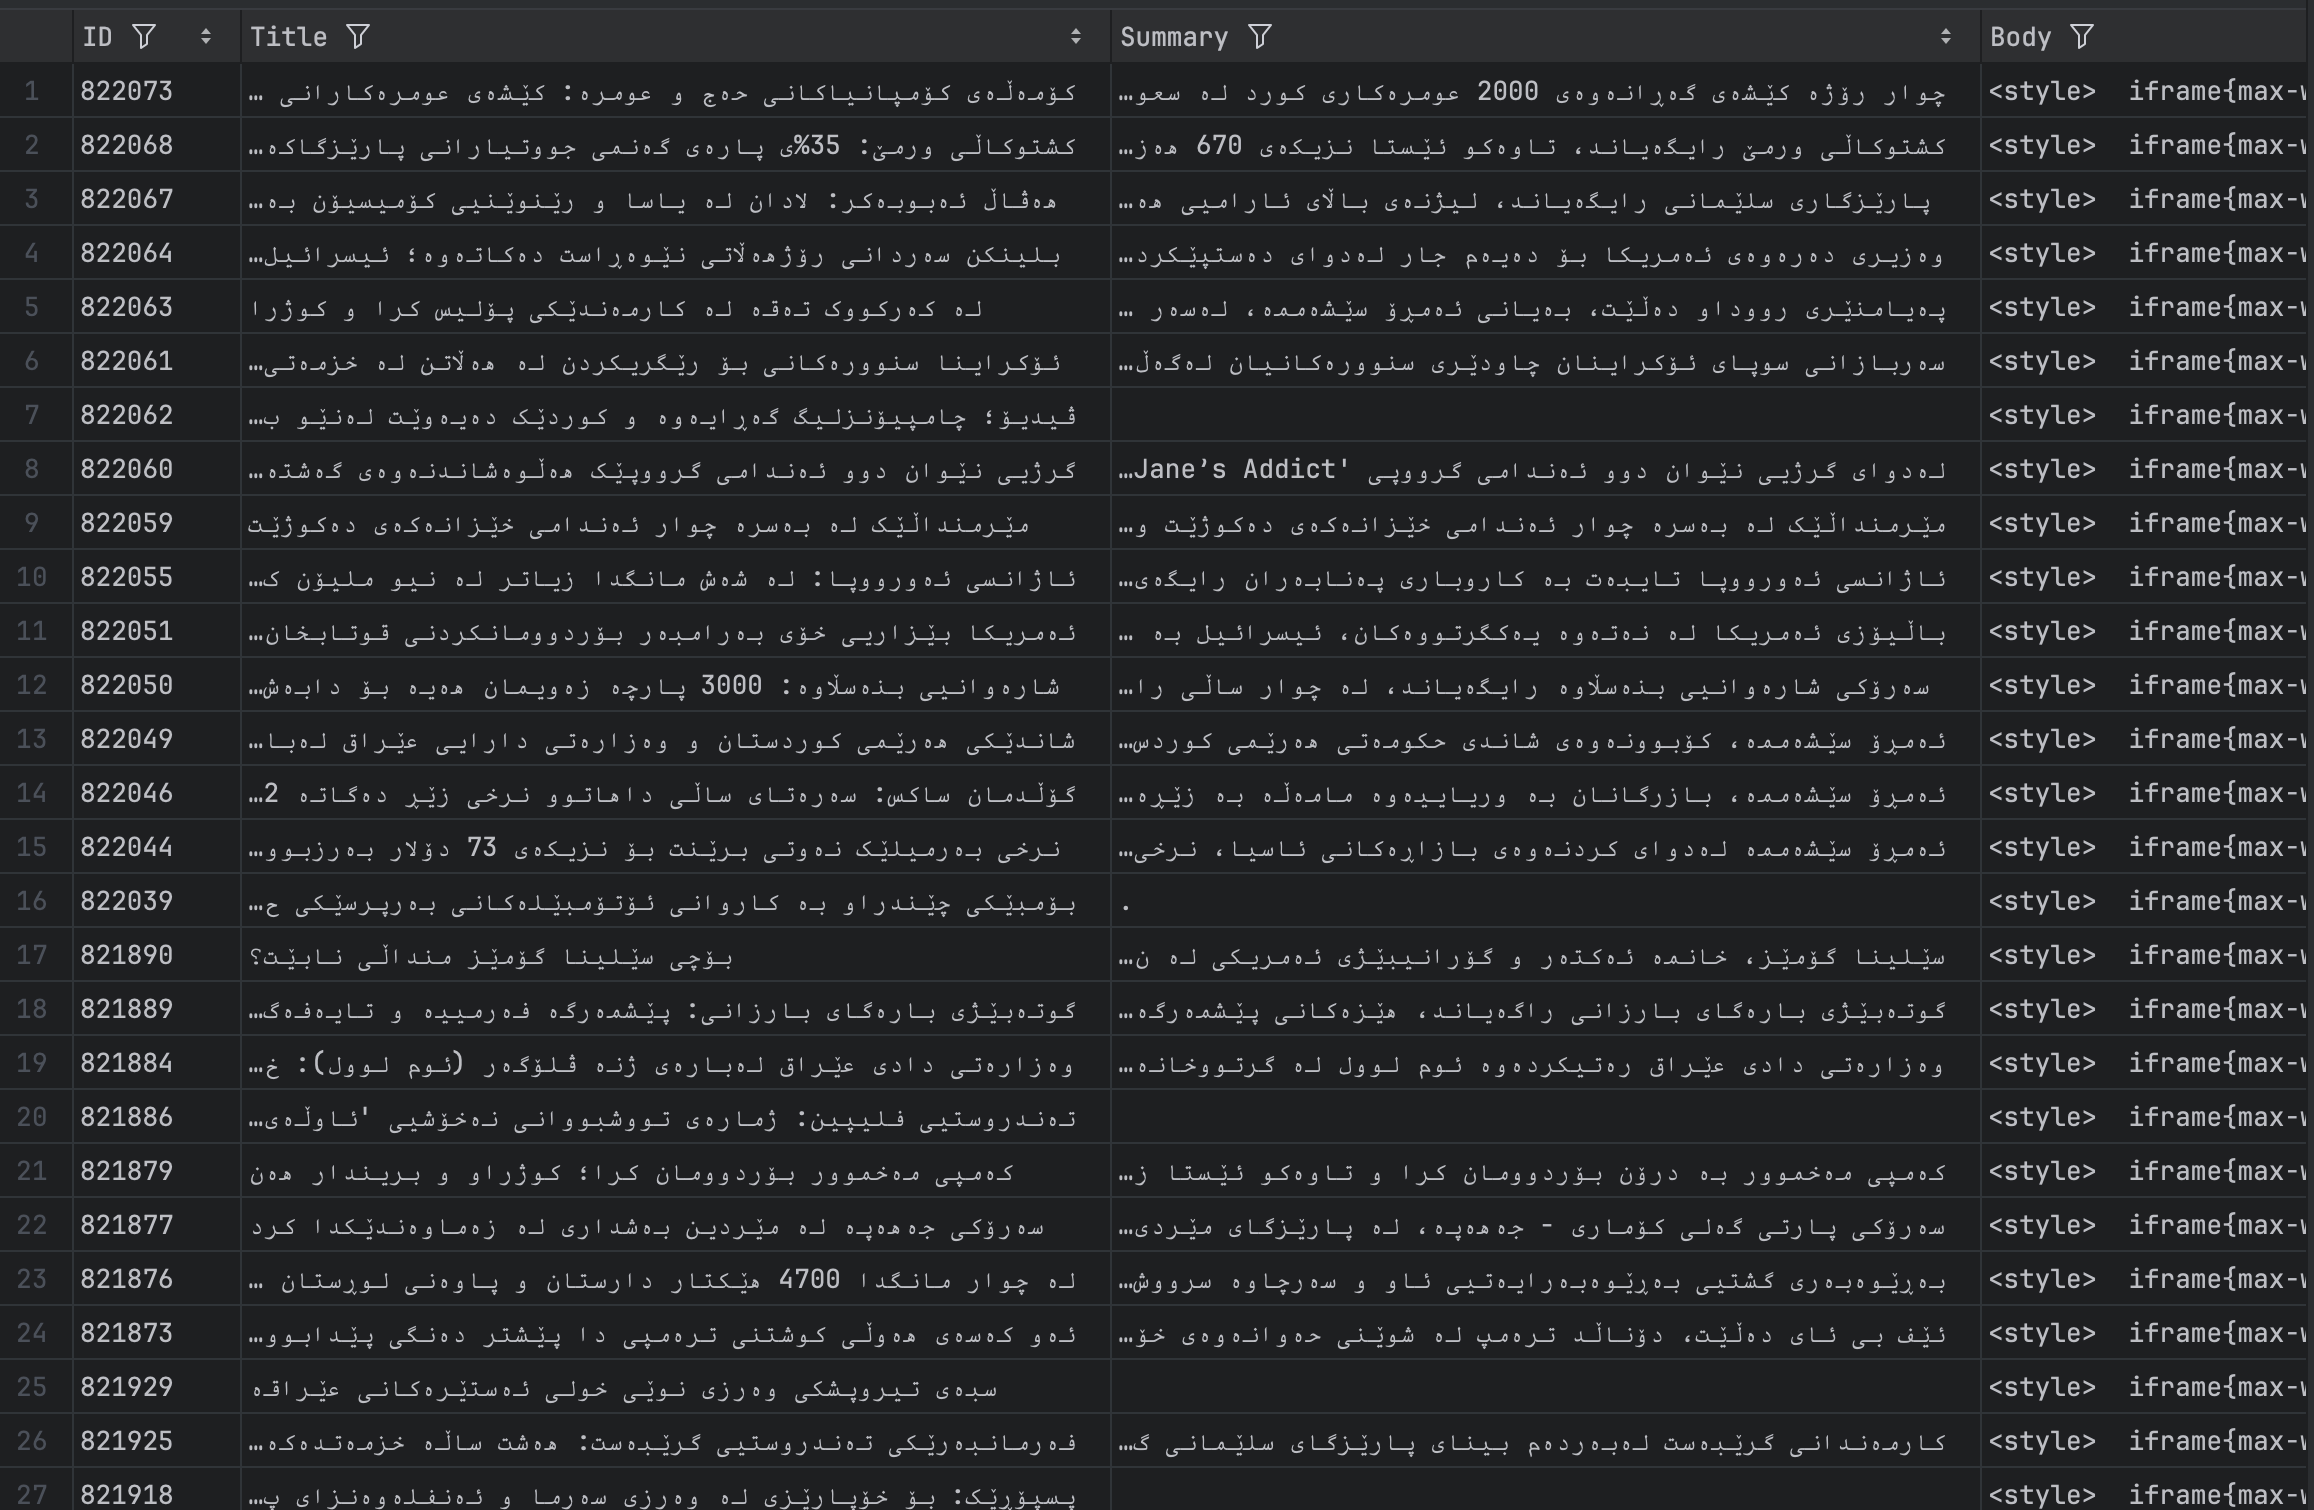 ID Title Summary Body
1 822073 کۆمەڵەی کۆمپانیاکانی حەج و عومرە: کێشەی عومرەکارانی … چوار رۆژە کێشەی گەڕانەوەی 2000 عومرەکاری کورد لە سعو… <style> iframe{max-w
2 822068 کشتوکاڵی ورمێ: 35%ی پارەی گەنمی جووتیارانی پارێزگاکە… کشتوکاڵی ورمێ رایگەیاند، تاوەکو ئێستا نزیکەی 670 هەز… <style> iframe{max-w
3 822067 هەڤاڵ ئەبوبەکر: لادان لە یاسا و رێنوێنیی کۆمیسیۆن بە… پارێزگاری سلێمانی رایگەیاند، لیژنەی باڵای ئارامیی هە… <style> iframe{max-w
4 822064 بلینکن سەردانی رۆژهەڵاتی نێوەڕاست دەکاتەوە؛ ئیسرائیل… وەزیری دەرەوەی ئەمریکا بۆ دەیەم جار لەدوای دەستپێکرد… <style> iframe{max-w
5 822063 لە کەرکووک تەقە لە کارمەندێکی پۆلیس کرا و کوژرا پەیامنێری رووداو دەڵێت، بەیانی ئەمڕۆ سێشەممە، لەسەر … <style> iframe{max-w
6 822061 ئۆکراینا سنوورەکانی بۆ رێگریکردن لە هەڵاتن لە خزمەتی… سەربازانی سوپای ئۆکراینان چاودێری سنوورەکانیان لەگەڵ… <style> iframe{max-w
7 822062 ڤیدیۆ؛ چامپیۆنزلیگ گەڕایەوە و کوردێک دەیەوێت لەنێو ب… <style> iframe{max-w
8 822060 گرژیی نێوان دوو ئەندامی گرووپێک هەڵوەشاندنەوەی گەشتە… لەدوای گرژیی نێوان دوو ئەندامی گرووپی 'Jane’s Addict… <style> iframe{max-w
9 822059 مێرمنداڵێک لە بەسرە چوار ئەندامی خێزانەکەی دەکوژێت مێرمنداڵێک لە بەسرە چوار ئەندامی خێزانەکەی دەکوژێت و… <style> iframe{max-w
10 822055 ئاژانسی ئەورووپا: لە شەش مانگدا زیاتر لە نیو ملیۆن ک… ئاژانسی ئەورووپا تایبەت بە کاروباری پەنابەران رایگەی… <style> iframe{max-w
11 822051 ئەمریکا بێزاریی خۆی بەرامبەر بۆردوومانکردنی قوتابخان… باڵیۆزی ئەمریکا لە نەتەوە یەکگرتووەکان، ئیسرائیل بە … <style> iframe{max-w
12 822050 شارەوانیی بنەسڵاوە: 3000 پارچە زەویمان هەیە بۆ دابەش… سەرۆکی شارەوانیی بنەسڵاوە رایگەیاند، لە چوار ساڵی را… <style> iframe{max-w
13 822049 شاندێکی هەرێمی کوردستان و وەزارەتی دارایی عێراق لەبا… ئەمڕۆ سێشەممە، کۆبوونەوەی شاندی حکومەتی هەرێمی کوردس… <style> iframe{max-w
14 822046 گۆڵدمان ساکس: سەرەتای ساڵی داهاتوو نرخی زێڕ دەگاتە 2… ئەمڕۆ سێشەممە، بازرگانان بە وریاییەوە مامەڵە بە زێڕە… <style> iframe{max-w
15 822044 نرخی بەرمیلێک نەوتی برێنت بۆ نزیکەی 73 دۆلار بەرزبوو… ئەمڕۆ سێشەممە لەدوای کردنەوەی بازاڕەکانی ئاسیا، نرخی… <style> iframe{max-w
16 822039 بۆمبێکی چێندراو بە کاروانی ئۆتۆمبێلەکانی بەرپرسێکی ح… . <style> iframe{max-w
17 821890 بۆچی سێلینا گۆمێز منداڵی نابێت؟ سێلینا گۆمێز، خانمە ئەکتەر و گۆرانیبێژی ئەمریکی لە ن… <style> iframe{max-w
18 821889 گوتەبێژی بارەگای بارزانی: پێشمەرگە فەرمییە و تایەفەگ… گوتەبێژی بارەگای بارزانی راگەیاند، هێزەکانی پێشمەرگە… <style> iframe{max-w
19 821884 وەزارەتی دادی عێراق لەبارەی ژنە ڤلۆگەر (ئوم لوول): خ… وەزارەتی دادی عێراق رەتیکردەوە ئوم لوول لە گرتووخانە… <style> iframe{max-w
20 821886 تەندروستیی فلیپین: ژمارەی تووشبووانی نەخۆشیی 'ئاوڵەی… <style> iframe{max-w
21 821879 کەمپی مەخموور بۆردوومان کرا؛ کوژراو و بریندار هەن کەمپی مەخموور بە درۆن بۆردوومان کرا و تاوەکو ئێستا ز… <style> iframe{max-w
22 821877 سەرۆکی جەهەپە لە مێردین بەشداری لە زەماوەندێکدا کرد سەرۆکی پارتی گەلی کۆماری - جەهەپە، لە پارێزگای مێردی… <style> iframe{max-w
23 821876 لە چوار مانگدا 4700 هێکتار دارستان و پاوەنی لورستان … بەڕێوەبەری گشتیی بەڕێوەبەرایەتیی ئاو و سەرچاوە سرووش… <style> iframe{max-w
24 821873 ئەو کەسەی هەوڵی کوشتنی ترەمپی دا پێشتر دەنگی پێدابوو… ئێف بی ئای دەڵێت، دۆناڵد ترەمپ لە شوێنی حەوانەوەی خۆ… <style> iframe{max-w
25 821929 سبەی تیروپشکی وەرزی نوێی خولی ئەستێرەکانی عێراقە <style> iframe{max-w
26 821925 فەرمانبەرێکی تەندروستیی گرێبەست: هەشت ساڵە خزمەتدەکە… کارمەندانی گرێبەست لەبەردەم بینای پارێزگای سلێمانی گ… <style> iframe{max-w
27 821918 پسپۆڕێک: بۆ خۆپارێزی لە وەرزی سەرما و ئەنفلەوەنزای پ… <style> iframe{max-w